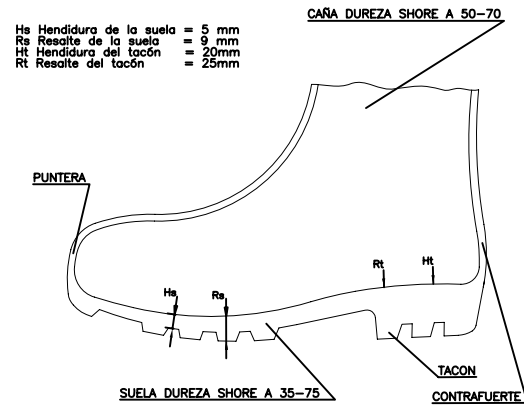 CAÑA DUREZA SHORE A 50-70
Hs Hendidura de la suela = 5 mm
Rs Resalte de la suela = 9 mm
Ht Hendidura del tacón = 20mm
Rt Resalte del tacón = 25mm
PUNTERA
Hs
Rs
Rt
Ht
TACON
SUELA DUREZA SHORE A 35-75
CONTRAFUERTE